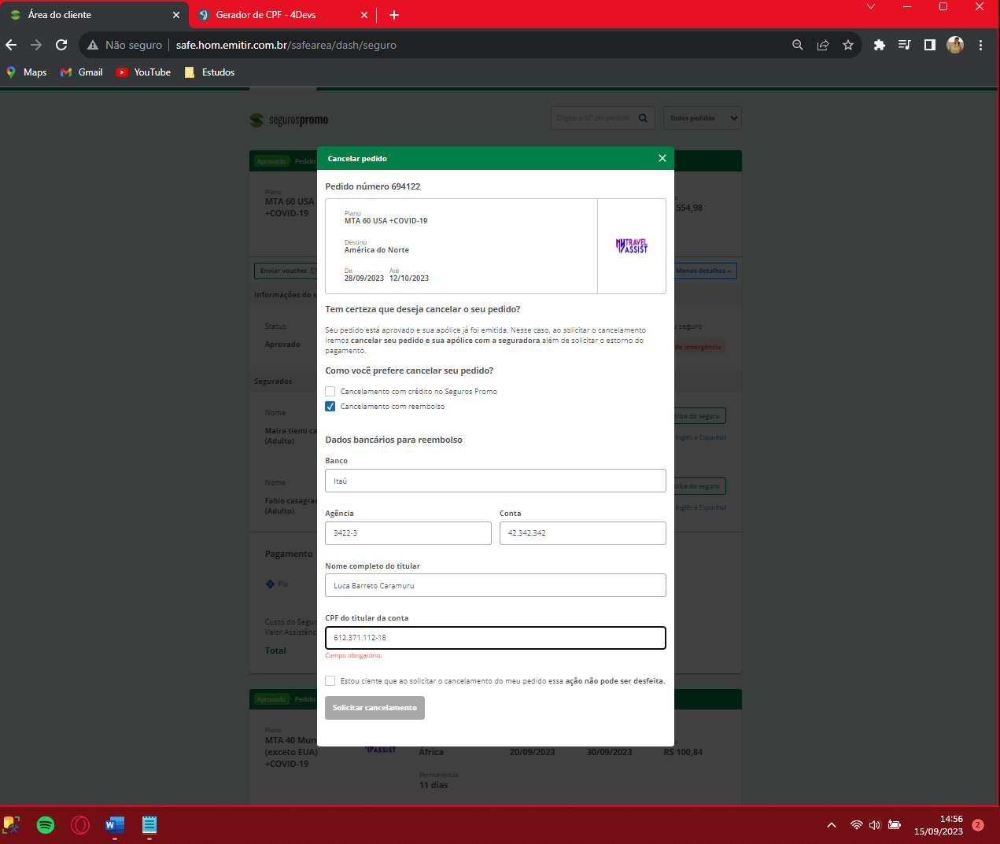 Área do cliente
Gerador de CPF - 4Devs
Não seguro
safe.hom.emitir.com.br/safearea/dash/seguro
Maps
Gmail
YouTube
Estudos
segurospromo
Digite o Nº do pedido
Todos pedidos
Aprovado
Pedido
Cancelar pedido
Plano
MTA 60 USA
+COVID-19
554,98
Pedido número 694122
Plano
MTA 60 USA +COVID-19
Destino
América do Norte
De
Até
28/09/2023
12/10/2023
MY TRAVEL ASSIST
Enviar voucher
Menos detalhes
Informações do s
Status
Aprovado
seguro
de emergência
Tem certeza que deseja cancelar o seu pedido?
Seu pedido está aprovado e sua apólice já foi emitida. Nesse caso, ao solicitar o cancelamento
iremos cancelar seu pedido e sua apólice com a seguradora além de solicitar o estorno do
pagamento.
Como você prefere cancelar seu pedido?
Cancelamento com crédito no Seguros Promo
Cancelamento com reembolso
Segurados
Nome
Maira tiemi ca
(Adulto)
ólice do seguro
Inglês e Espanhol
Nome
Fabio casagran
(Adulto)
ólice do seguro
Inglês e Espanhol
Dados bancários para reembolso
Banco
Itaú
Agência
Conta
3422-3
42.342.342
Nome completo do titular
Luca Barreto Caramuru
CPF do titular da conta
612.371.112-18
Campo obrigatório.
Estou ciente que ao solicitar o cancelamento do meu pedido essa ação não pode ser desfeita.
Solicitar cancelamento
Pagamento
Pix
Custo do Segur
Valor Assistênc
Total
Aprovado
Pedido
Plano
MTA 40 Mun
(exceto EUA)
+COVID-19
ASSIST
África
20/09/2023
30/09/2023
R$ 100,84
Permanência:
11 dias
14:56
15/09/2023
2